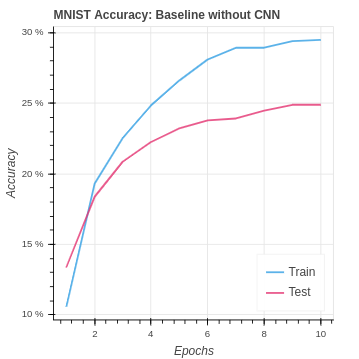 MNIST Accuracy: Baseline without CNN
30 %
25 %
20 %
15 %
10 %
Accuracy
2
4
6
8
10
Epochs
Train
Test